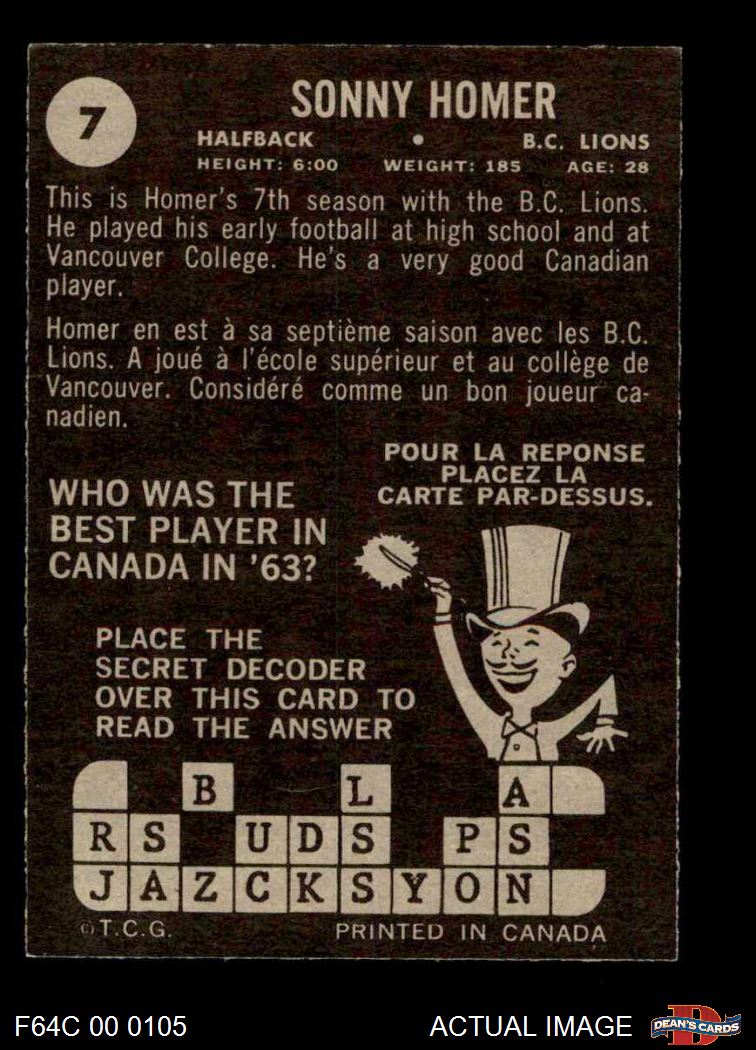 7
SONNY HOMER
HALFBACK • B.C. LIONS
HEIGHT: 6:00 WEIGHT: 185 AGE: 28
This is Homer's 7th season with the B.C. Lions.
He played his early football at high school and at
Vancouver College. He's a very good Canadian
player.
Homer en est à sa septième saison avec les B.C.
Lions. A joué à l'école supérieur et au collège de
Vancouver. Considéré comme un bon joueur ca-
nadien.
POUR LA REPONSE
PLACEZ LA
CARTE PAR-DESSUS.
WHO WAS THE
BEST PLAYER IN
CANADA IN '63?
PLACE THE
SECRET DECODER
OVER THIS CARD TO
READ THE ANSWER
B L A
R S U D S P S
J A Z C K S Y O N
© T.C.G. PRINTED IN CANADA
F64C 00 0105 ACTUAL IMAGE D DEAN'S CARDS